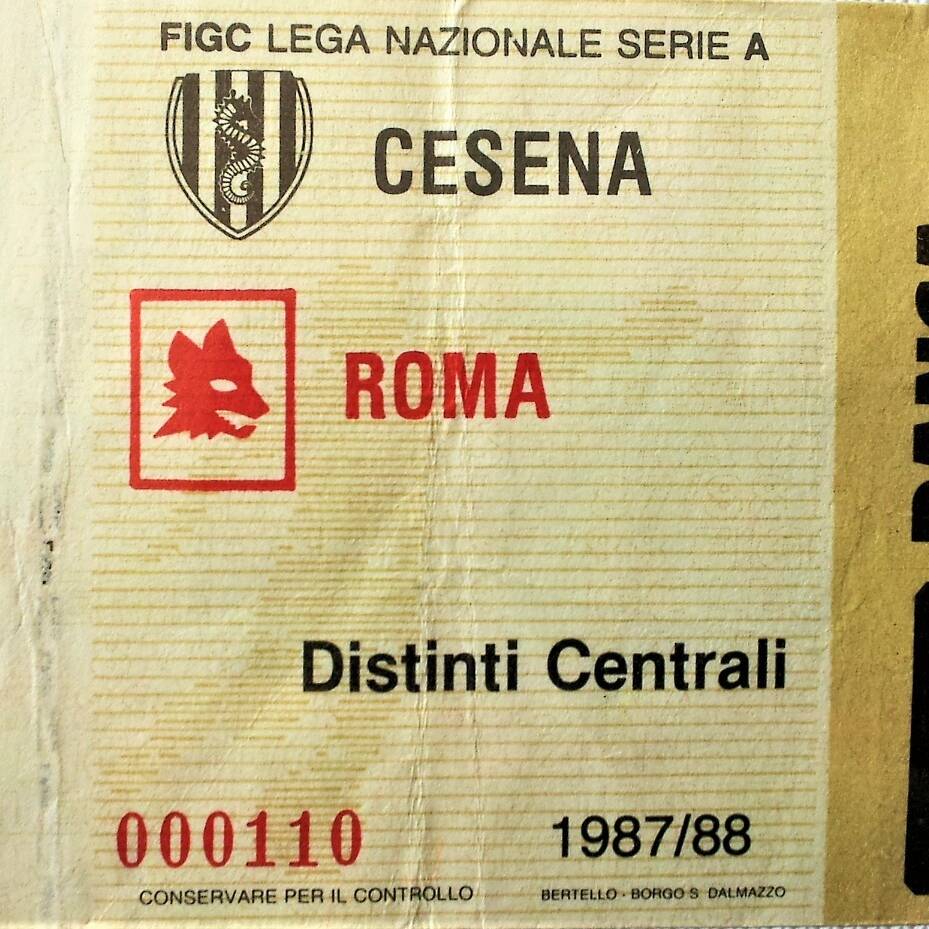 FIGC LEGA NAZIONALE SERIE A
CESENA
ROMA
Distinti Centrali
000110
1987/88
CONSERVARE PER IL CONTROLLO
BERTELLO - BORGO S DALMAZZO